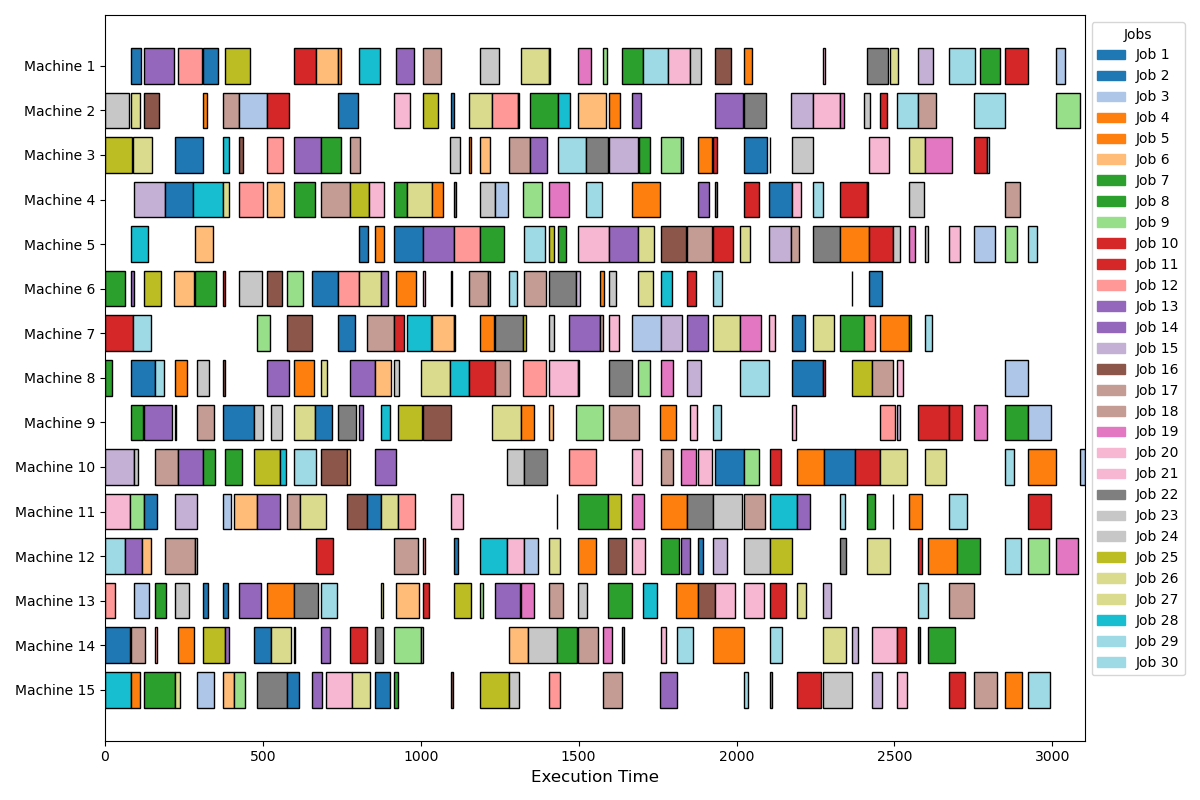 Machine 1
Machine 2
Machine 3
Machine 4
Machine 5
Machine 6
Machine 7
Machine 8
Machine 9
Machine 10
Machine 11
Machine 12
Machine 13
Machine 14
Machine 15
0 500 1000 1500 2000 2500 3000
Execution Time
Jobs
Job 1
Job 2
Job 3
Job 4
Job 5
Job 6
Job 7
Job 8
Job 9
Job 10
Job 11
Job 12
Job 13
Job 14
Job 15
Job 16
Job 17
Job 18
Job 19
Job 20
Job 21
Job 22
Job 23
Job 24
Job 25
Job 26
Job 27
Job 28
Job 29
Job 30